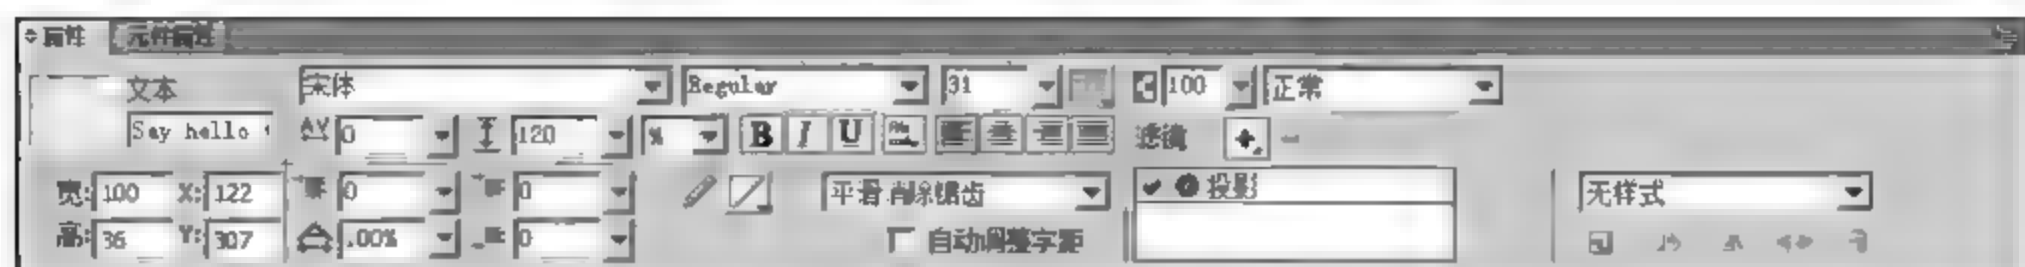 属性 元件属性
文本 宋体 Regular 31 100 正常
Say hello 0 120 % B I U 滤镜
宽: 100 X: 122 0 0 平滑消除锯齿 投影 无样式
高: 36 Y: 307 .00% 0 自动调整字距